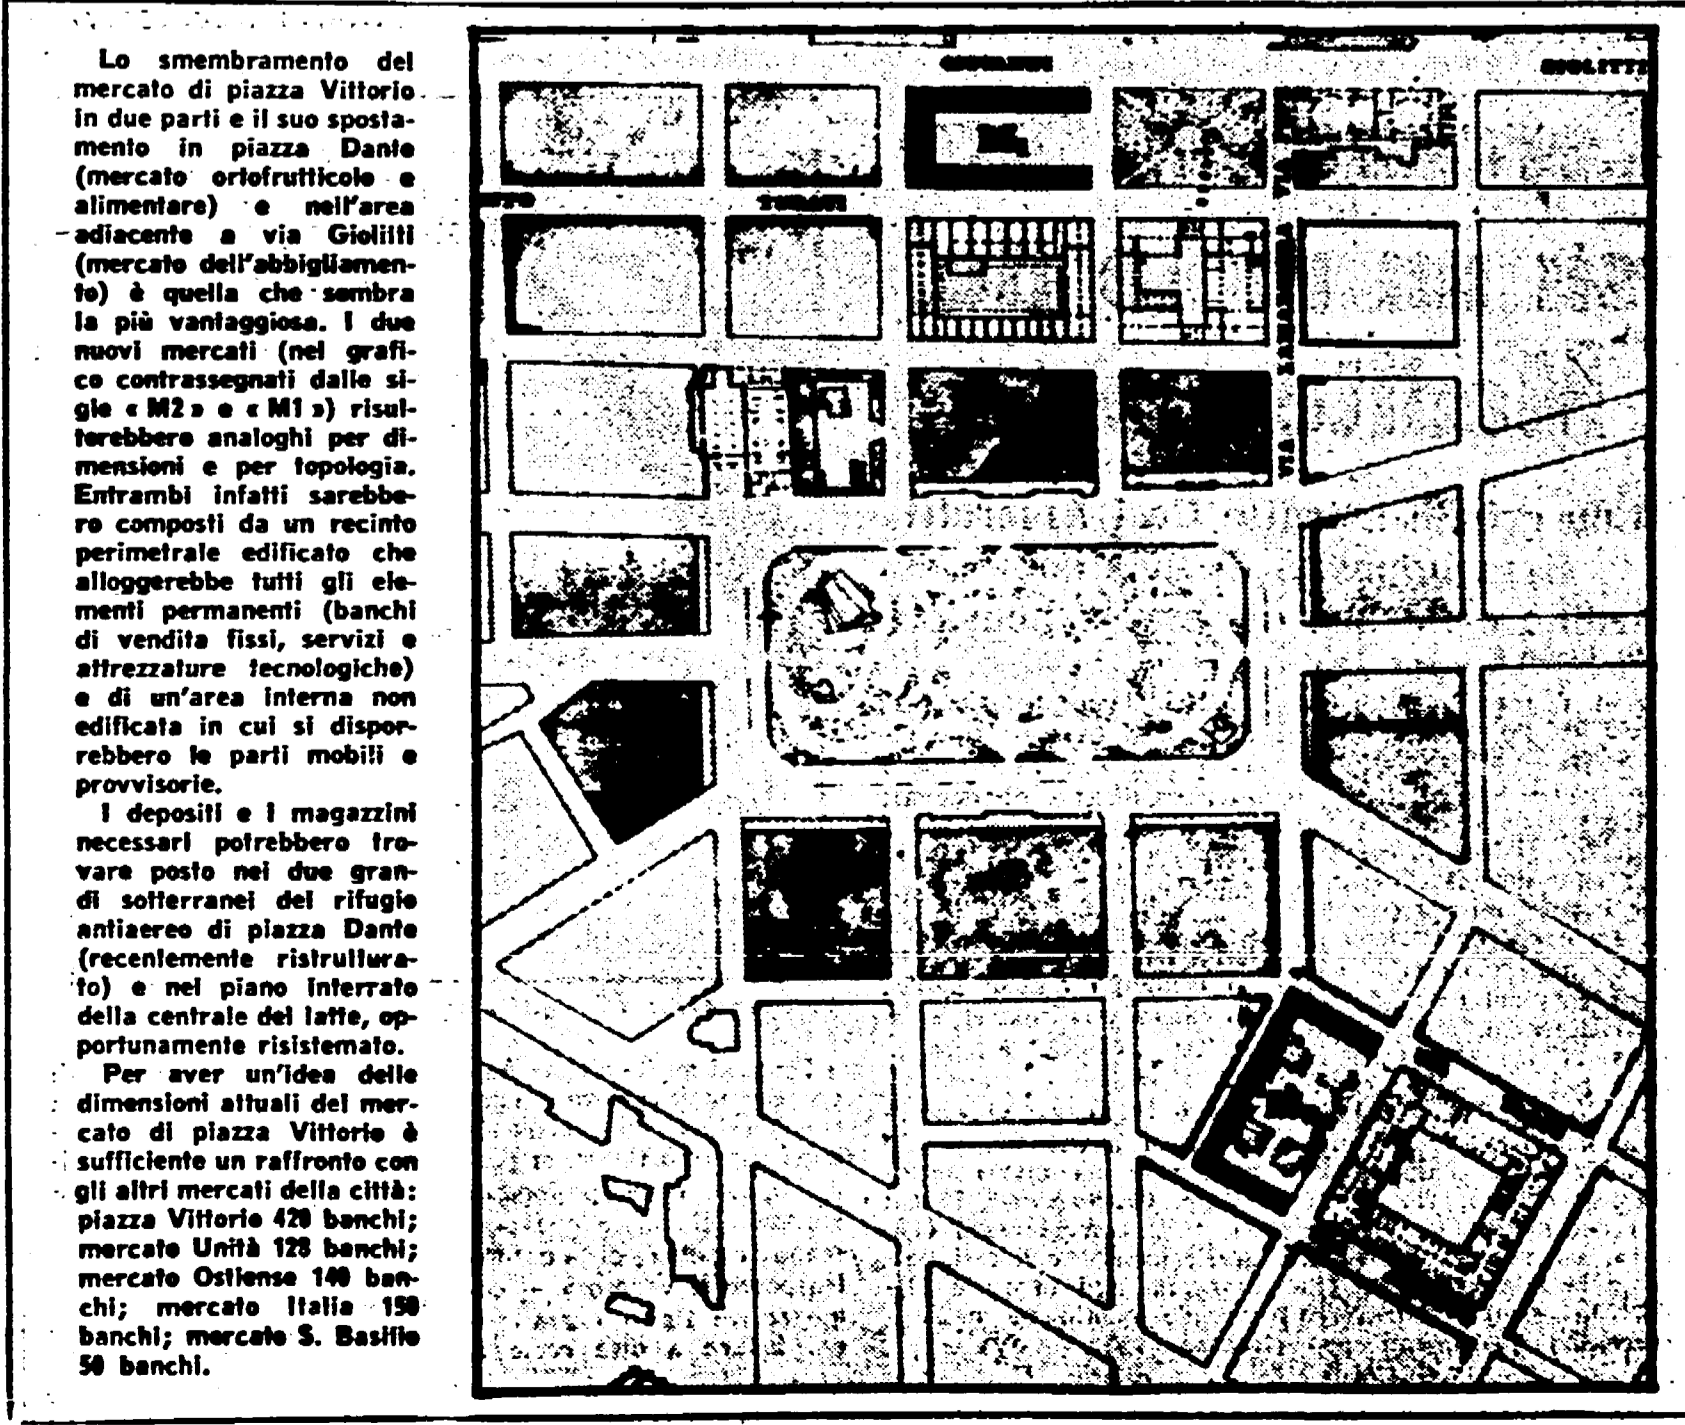 Lo smembramento del
mercato di piazza Vittorio
in due parti e il suo sposta-
mento in piazza Dante
(mercato ortofrutticolo e
alimentare) e nell'area
adiacente a via Giolitti
(mercato dell'abbigliamen-
to) è quella che sembra
la più vantaggiosa. I due
nuovi mercati (nel grafi-
co contrassegnati dalle si-
gle « M2 » e « M1 ») risul-
terebbero analoghi per di-
mensioni e per topologia.
Entrambi infatti sarebbe-
ro composti da un recinto
perimetrale edificato che
alloggerebbe tutti gli ele-
menti permanenti (banchi
di vendita fissi, servizi e
attrezzature tecnologiche)
e di un'area interna non
edificata in cui si dispor-
rebbero le parti mobili e
provvisorie.
I depositi e i magazzini
necessari potrebbero tro-
vare posto nei due gran-
di sotterranei del rifugio
antiaereo di piazza Dante
(recentemente ristruttura-
to) e nel piano interrato
della centrale del latte, op-
portunamente risistemato.
Per aver un'idea delle
dimensioni attuali del mer-
cato di piazza Vittorio è
sufficiente un raffronto con
gli altri mercati della città:
piazza Vittorio 420 banchi;
mercato Unità 128 banchi;
mercato Ostiense 140 ban-
chi; mercato Italia 150
banchi; mercato S. Basilio
50 banchi.
GIOLITTI
TURATI
VIA LAMARMORA VIA